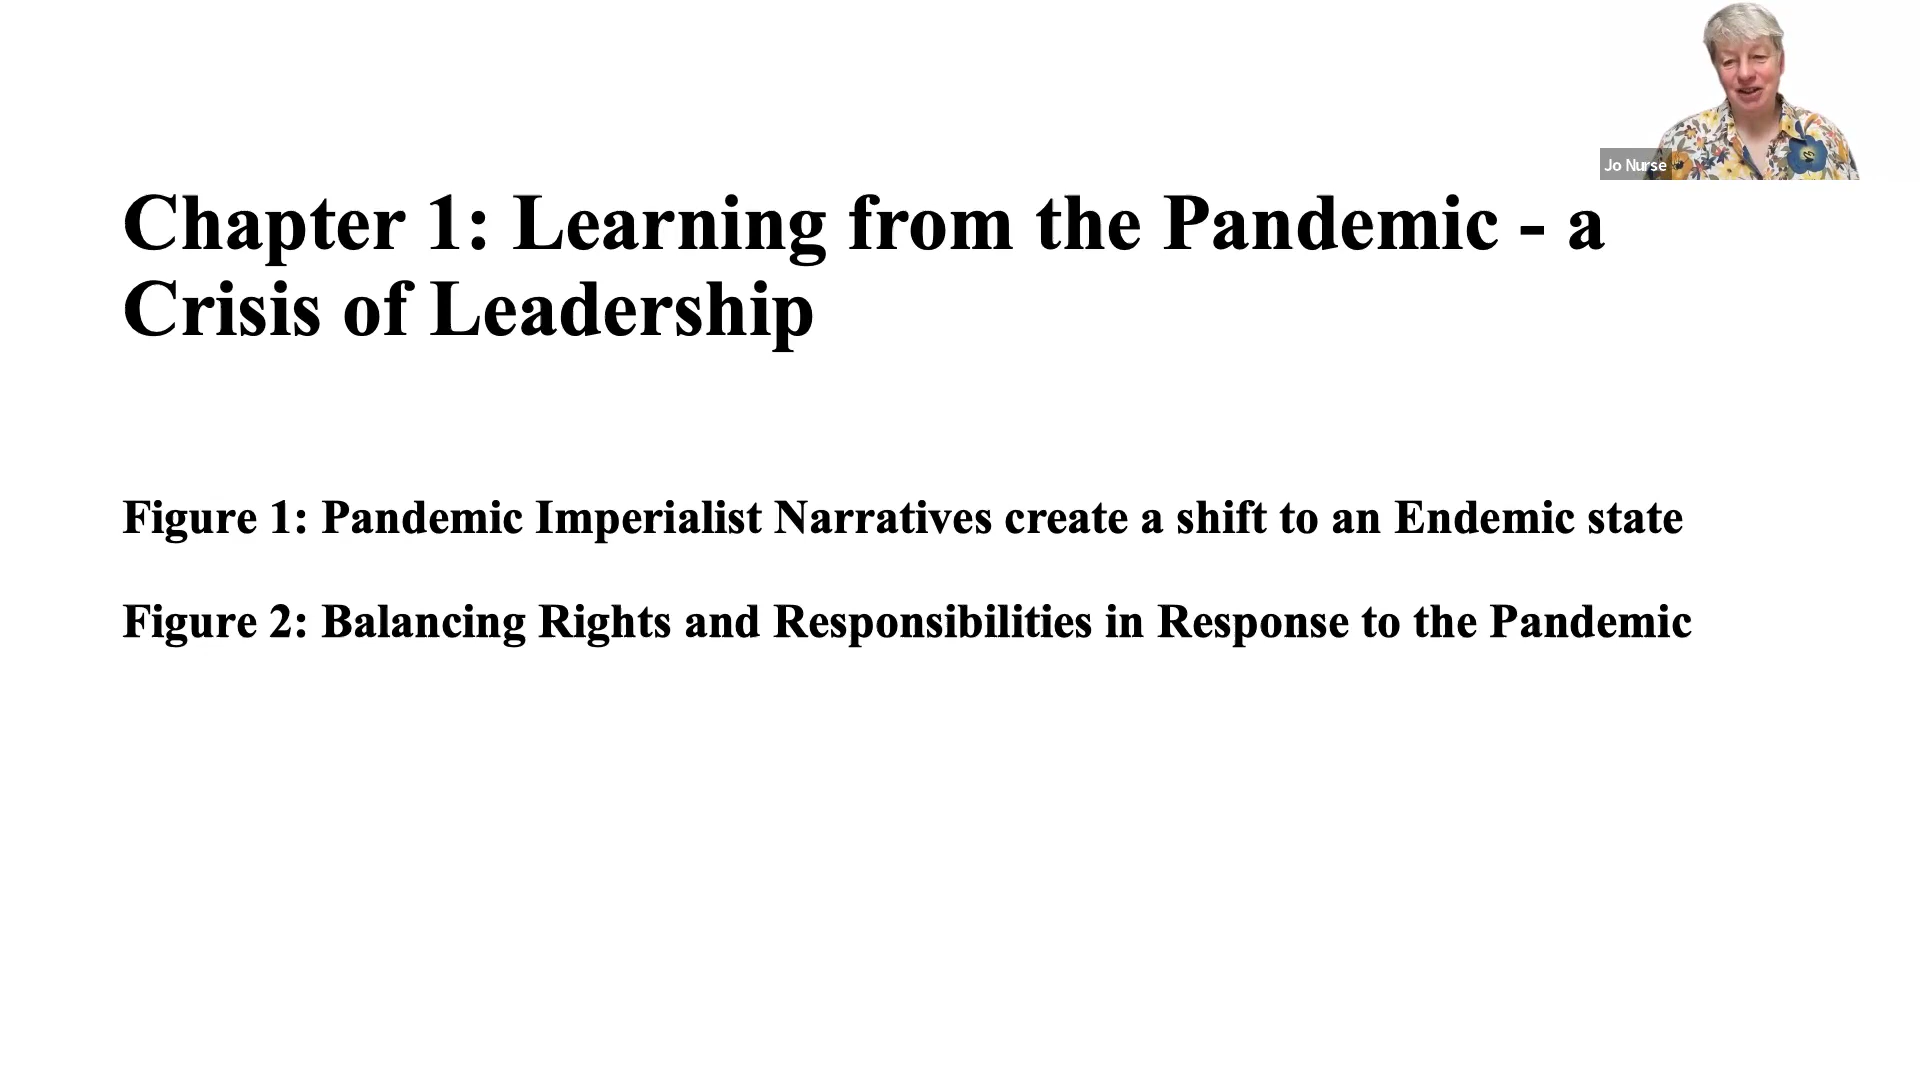 Jo Nurse
Chapter 1: Learning from the Pandemic - a
Crisis of Leadership
Figure 1: Pandemic Imperialist Narratives create a shift to an Endemic state
Figure 2: Balancing Rights and Responsibilities in Response to the Pandemic